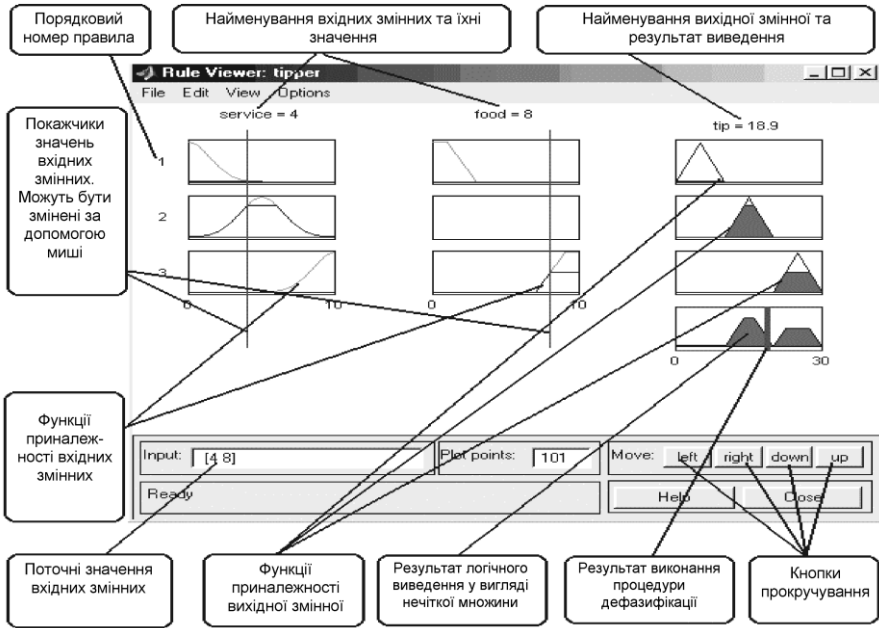 Порядковий
номер правила
Найменування вхідних змінних та їхні
значення
Найменування вихідної змінної та
результат виведення
Rule Viewer: tipper
File Edit View Options
Покажчики
значень
вхідних
змінних.
Можуть бути
змінені за
допомогою
миші
service = 4
food = 8
tip = 18.9
1
2
3
0 10
0 10
0 30
Функції
приналеж-
ності вхідних
змінних
Input: [4 8]
Plot points: 101
Move: left right down up
Ready
Help Close
Поточні значення
вхідних змінних
Функції
приналежності
вихідної змінної
Результат логічного
виведення у вигляді
нечіткої множини
Результат виконання
процедури
дефазифікації
Кнопки
прокручування